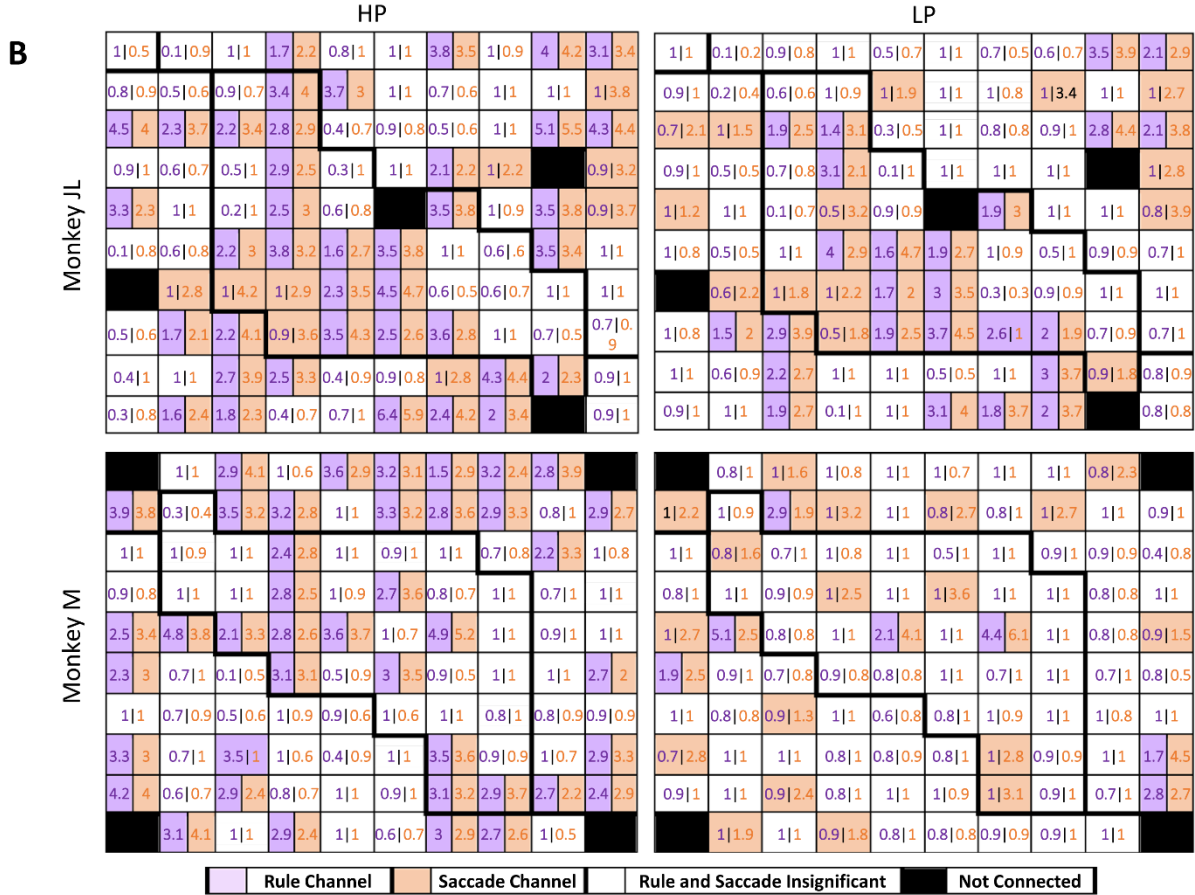 HP
LP
B
Monkey JL
1|0.5 0.1|0.9 1|1 1.7 2.2 0.8|1 1|1 3.8 3.5 1|0.9 4 4.2 3.1 3.4
0.8|0.9 0.5|0.6 0.9|0.7 3.4 4 3.7 3 1|1 0.7|0.6 1|1 1|1 1|3.8
4.5 4 2.3 3.7 2.2 3.4 2.8 2.9 0.4|0.7 0.9|0.8 0.5|0.6 1|1 5.1 5.5 4.3 4.4
0.9|1 0.6|0.7 0.5|1 2.9 2.5 0.3|1 1|1 2.1 2.2 1|2.2 0.9|3.2
3.3 2.3 1|1 0.2|1 2.5 3 0.6|0.8 3.5 3.8 1|0.9 3.5 3.8 0.9|3.7
0.1|0.8 0.6|0.8 2.2 3 3.8 3.2 1.6 2.7 3.5 3.8 1|1 0.6|.6 3.5 3.4 1|1
1|2.8 1|4.2 1|2.9 2.3 3.5 4.5 4.7 0.6|0.5 0.6|0.7 1|1 1|1
0.5|0.6 1.7 2.1 2.2 4.1 0.9|3.6 3.5 4.3 2.5 2.6 3.6 2.8 1|1 0.7|0.5 0.7|0.9
0.4|1 1|1 2.7 3.9 2.5 3.3 0.4|0.9 0.9|0.8 1|2.8 4.3 4.4 2 2.3 0.9|1
0.3|0.8 1.6 2.4 1.8 2.3 0.4|0.7 0.7|1 6.4 5.9 2.4 4.2 2 3.4 0.9|1
1|1 0.1|0.2 0.9|0.8 1|1 0.5|0.7 1|1 0.7|0.5 0.6|0.7 3.5 3.9 2.1 2.9
0.9|1 0.2|0.4 0.6|0.6 1|0.9 1|1.9 1|1 1|0.8 1|3.4 1|1 1|2.7
0.7|2.1 1|1.5 1.9 2.5 1.4 3.1 0.3|0.5 1|1 0.8|0.8 0.9|1 2.8 4.4 2.1 3.8
0.9|1 0.5|0.5 0.7|0.8 3.1 2.1 0.1|1 1|1 1|1 1|1 1|2.8
1|1.2 1|1 0.1|0.7 0.5|3.2 0.9|0.9 1.9 3 1|1 1|1 0.8|3.9
1|0.8 0.5|0.5 1|1 4 2.9 1.6 4.7 1.9 2.7 1|0.9 0.5|1 0.9|0.9 0.7|1
0.6|2.2 1|1.8 1|2.2 1.7 2 3 3.5 0.3|0.3 0.9|0.9 1|1 1|1
1|0.8 1.5 2 2.9 3.9 0.5|1.8 1.9 2.5 3.7 4.5 2.6|1 2 1.9 0.7|0.9 0.7|1
1|1 0.6|0.9 2.2 2.7 1|1 1|1 0.5|0.5 1|1 3 3.7 0.9|1.8 0.8|0.9
0.9|1 1|1 1.9 2.7 0.1|1 1|1 3.1 4 1.8 3.7 2 3.7 0.8|0.8
Monkey M
1|1 2.9 4.1 1|0.6 3.6 2.9 3.2 3.1 1.5 2.9 3.2 2.4 2.8 3.9
3.9 3.8 0.3|0.4 3.5 3.2 3.2 2.8 1|1 3.3 3.2 2.8 3.6 2.9 3.3 0.8|1 2.9 2.7
1|1 1|0.9 1|1 2.4 2.8 1|1 0.9|1 1|1 0.7|0.8 2.2 3.3 1|0.8
0.9|0.8 1|1 1|1 2.8 2.5 1|0.9 2.7 3.6 0.8|0.7 1|1 0.7|1 1|1
2.5 3.4 4.8 3.8 2.1 3.3 2.8 2.6 3.6 3.7 1|0.7 4.9 5.2 1|1 0.9|1 1|1
2.3 3 0.7|1 0.1|0.5 3.1 3.1 0.5|0.9 3 3.5 0.9|0.5 1|1 1|1 2.7 2
1|1 0.7|0.9 0.5|0.6 1|0.9 0.9|0.6 1|0.6 1|1 0.8|1 0.8|0.9 0.9|0.9
3.3 3 0.7|1 3.5|1 1|0.6 0.4|0.9 1|1 3.5 3.6 0.9|0.9 1|0.7 2.9 3.3
4.2 4 0.6|0.7 2.9 2.4 0.8|0.7 1|1 0.9|1 3.1 3.2 2.9 3.7 2.7 2.2 2.4 2.9
3.1 4.1 1|1 2.9 2.4 1|1 0.6|0.7 3 2.9 2.7 2.6 1|0.5
0.8|1 1|1.6 1|0.8 1|1 1|0.7 1|1 1|1 0.8|2.3
1|2.2 1|0.9 2.9 1.9 1|3.2 1|1 0.8|2.7 0.8|1 1|2.7 1|1 0.9|1
1|1 0.8|1.6 0.7|1 1|0.8 1|1 0.5|1 1|1 0.9|1 0.9|0.9 0.4|0.8
0.8|1 1|1 0.9|0.9 1|2.5 1|1 1|3.6 1|1 1|1 0.8|0.8 1|1
1|2.7 5.1 2.5 0.8|0.8 1|1 2.1 4.1 1|1 4.4 6.1 1|1 0.8|0.8 0.9|1.5
1.9 2.5 0.9|1 0.7|0.8 0.9|0.8 0.8|0.8 1|1 1|1 1|1 0.7|1 0.8|0.5
1|1 0.8|0.8 0.9|1.3 1|1 0.6|0.8 0.8|1 1|0.9 1|1 1|0.8 1|1
0.7|2.8 1|1 1|1 0.8|1 0.8|0.9 0.8|1 1|2.8 0.9|0.9 1|1 1.7 4.5
0.9|1 1|1 0.9|2.4 0.8|1 1|1 1|0.9 1|3.1 0.9|1 0.7|1 2.8 2.7
1|1.9 1|1 0.9|1.8 0.8|1 0.8|0.8 0.9|0.9 0.9|1 1|1
Rule Channel Saccade Channel Rule and Saccade Insignificant Not Connected